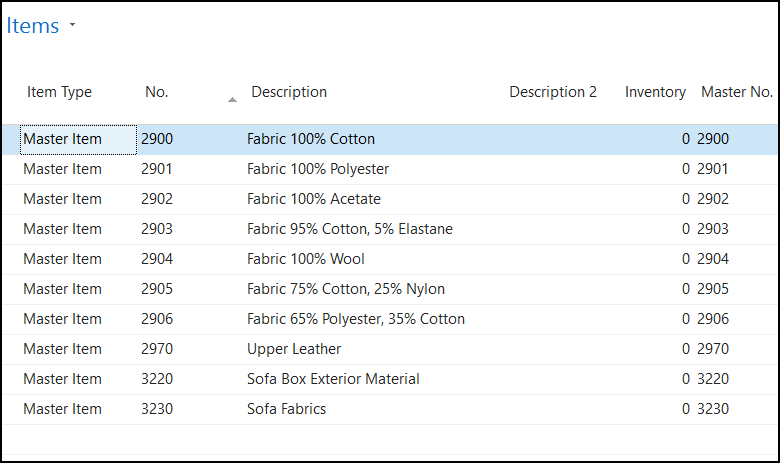 Items
Item Type No. Description Description 2 Inventory Master No.
Master Item 2900 Fabric 100% Cotton 0 2900
Master Item 2901 Fabric 100% Polyester 0 2901
Master Item 2902 Fabric 100% Acetate 0 2902
Master Item 2903 Fabric 95% Cotton, 5% Elastane 0 2903
Master Item 2904 Fabric 100% Wool 0 2904
Master Item 2905 Fabric 75% Cotton, 25% Nylon 0 2905
Master Item 2906 Fabric 65% Polyester, 35% Cotton 0 2906
Master Item 2970 Upper Leather 0 2970
Master Item 3220 Sofa Box Exterior Material 0 3220
Master Item 3230 Sofa Fabrics 0 3230